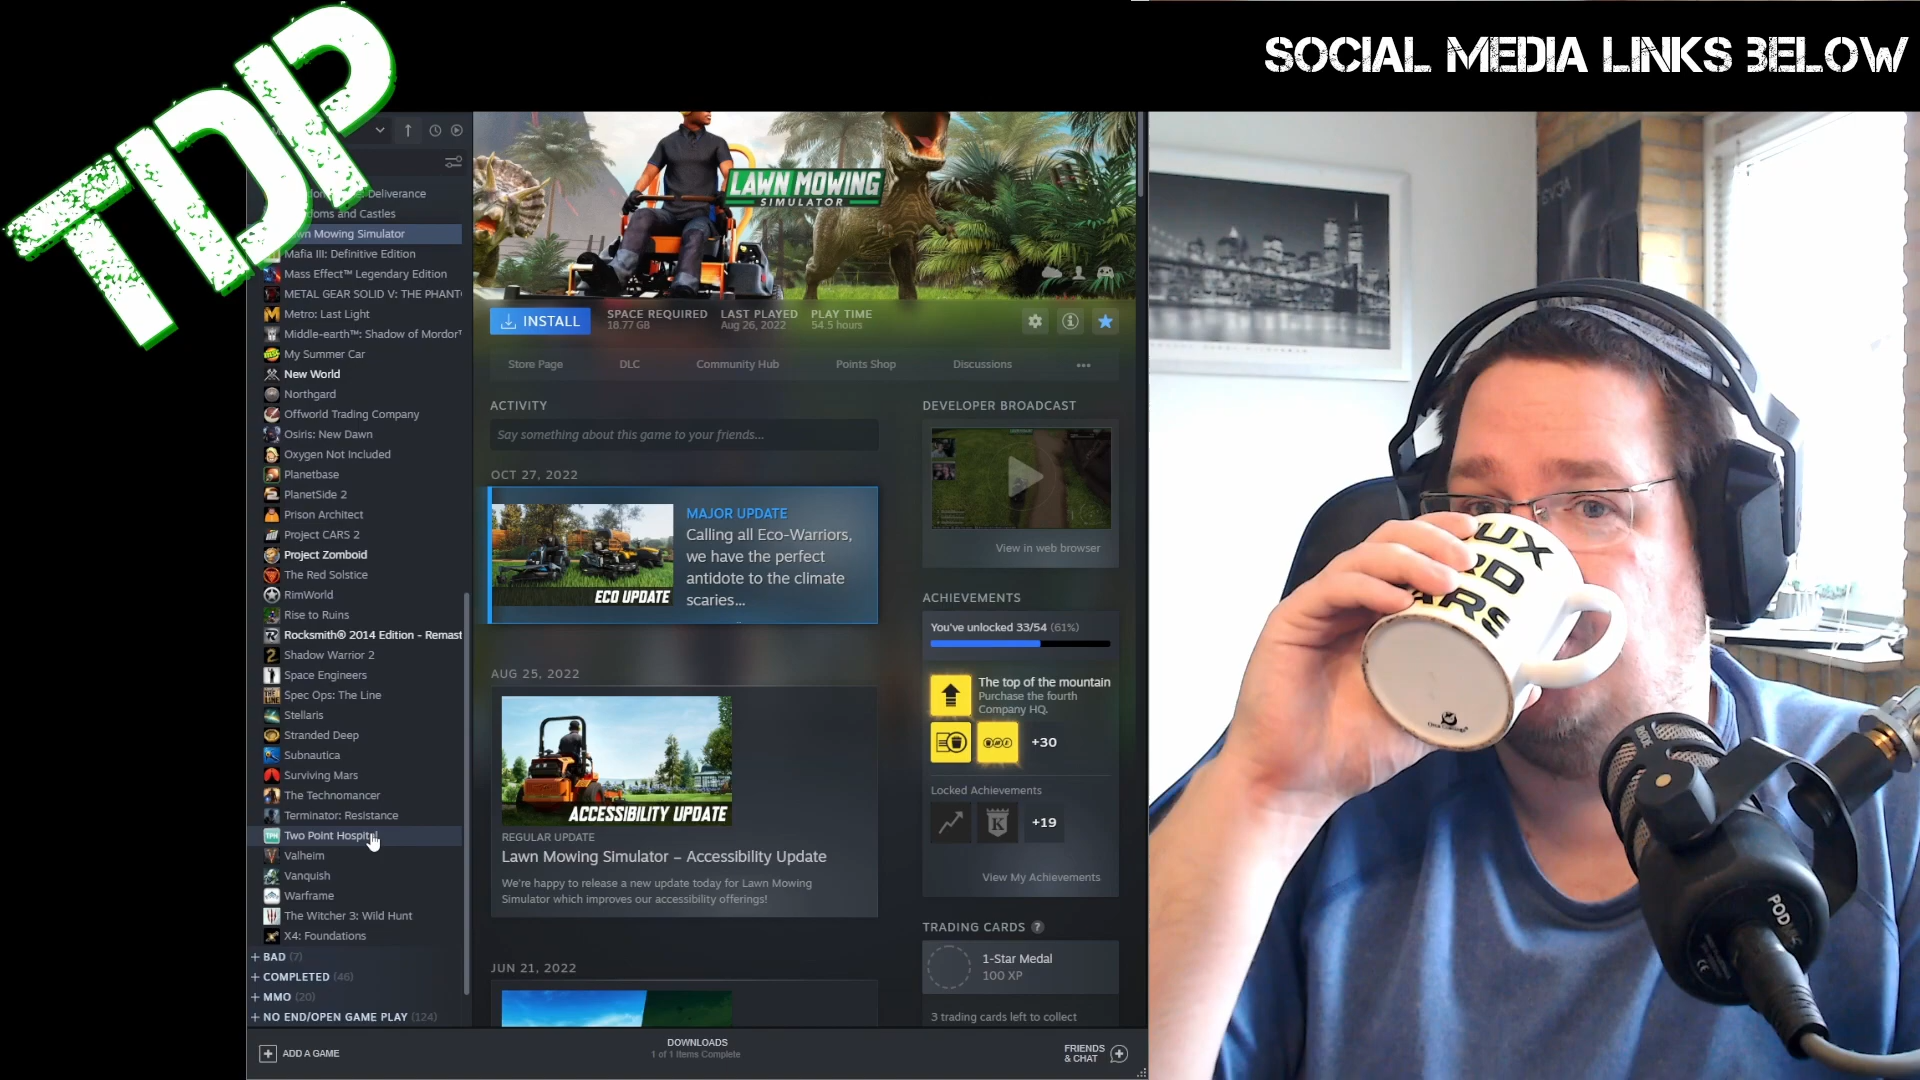 TDP
SOCIAL MEDIA LINKS BELOW
Deliverance
doms and Castles
wn Mowing Simulator
Mafia III: Definitive Edition
Mass Effect™ Legendary Edition
METAL GEAR SOLID V: THE PHANT
Metro: Last Light
Middle-earth™: Shadow of Mordor™
My Summer Car
New World
Northgard
Offworld Trading Company
Osiris: New Dawn
Oxygen Not Included
Planetbase
PlanetSide 2
Prison Architect
Project CARS 2
Project Zomboid
The Red Solstice
RimWorld
Rise to Ruins
Rocksmith® 2014 Edition - Remast
Shadow Warrior 2
Space Engineers
Spec Ops: The Line
Stellaris
Stranded Deep
Subnautica
Surviving Mars
The Technomancer
Terminator: Resistance
Two Point Hospital
Valheim
Vanquish
Warframe
The Witcher 3: Wild Hunt
X4: Foundations
+ BAD (7)
+ COMPLETED (46)
+ MMO (20)
+ NO END/OPEN GAME PLAY (124)
ADD A GAME
LAWN MOWING
SIMULATOR
INSTALL
SPACE REQUIRED
18.77 GB
LAST PLAYED
Aug 26, 2022
PLAY TIME
54.5 hours
Store Page
DLC
Community Hub
Points Shop
Discussions
ACTIVITY
Say something about this game to your friends...
OCT 27, 2022
ECO UPDATE
MAJOR UPDATE
Calling all Eco-Warriors,
we have the perfect
antidote to the climate
scaries...
AUG 25, 2022
ACCESSIBILITY UPDATE
REGULAR UPDATE
Lawn Mowing Simulator – Accessibility Update
We're happy to release a new update today for Lawn Mowing
Simulator which improves our accessibility offerings!
JUN 21, 2022
DEVELOPER BROADCAST
View in web browser
ACHIEVEMENTS
You've unlocked 33/54 (61%)
The top of the mountain
Purchase the fourth
Company HQ.
+30
Locked Achievements
K
+19
View My Achievements
TRADING CARDS ?
1-Star Medal
100 XP
3 trading cards left to collect
DOWNLOADS
1 of 1 Items Complete
FRIENDS
& CHAT
EVGA
UX
RD
ARS
RODE
POD